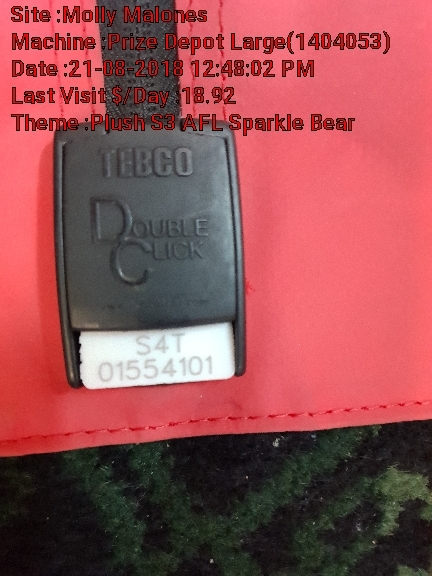 Site :Molly Malones
Machine :Prize Depot Large(1404053)
Date :21-08-2018 12:48:02 PM
Last Visit $/Day :18.92
Theme :Plush S3 AFL Sparkle Bear
TEBCO
DOUBLE
CLICK
S4T
01554101